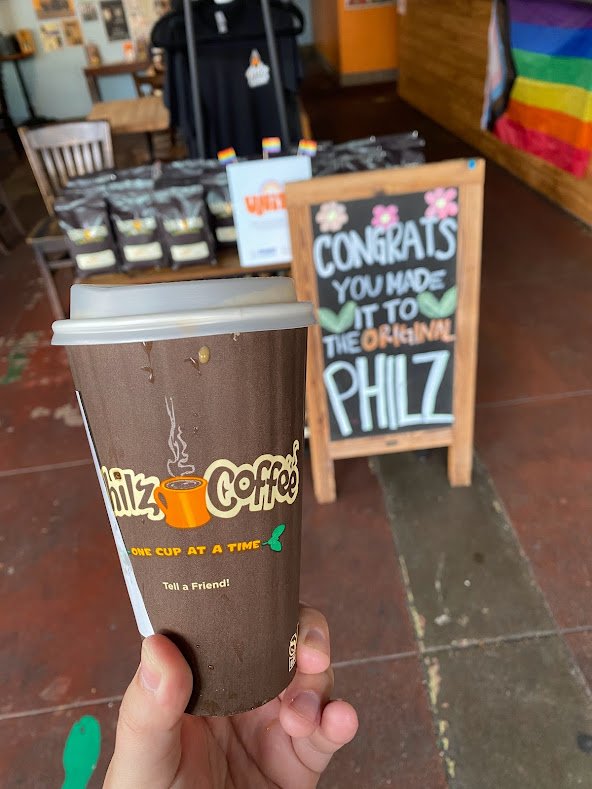 CONGRATS
YOU MADE
IT TO
THE ORIGINAL
PHILZ
hilz Coffee
ONE CUP AT A TIME
Tell a Friend!